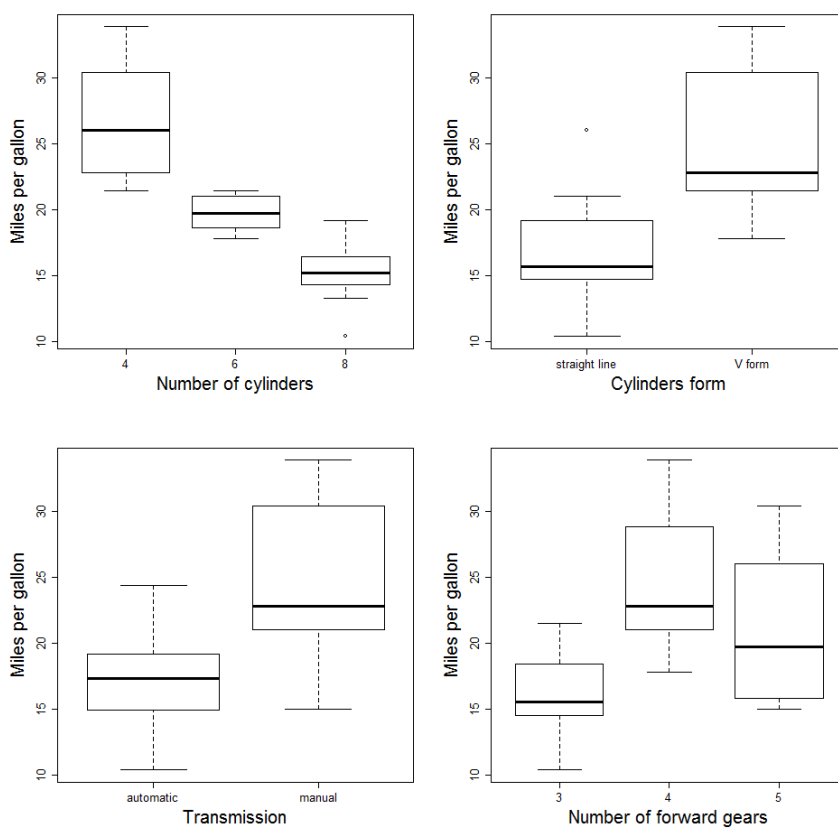 Miles per gallon
30
25
20
15
10
4 6 8
Number of cylinders
Miles per gallon
30
25
20
15
10
straight line V form
Cylinders form
Miles per gallon
30
25
20
15
10
automatic manual
Transmission
Miles per gallon
30
25
20
15
10
3 4 5
Number of forward gears